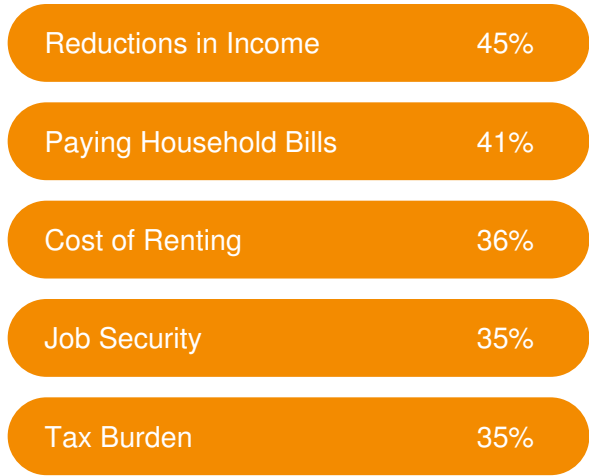 Reductions in Income 45%
Paying Household Bills 41%
Cost of Renting 36%
Job Security 35%
Tax Burden 35%